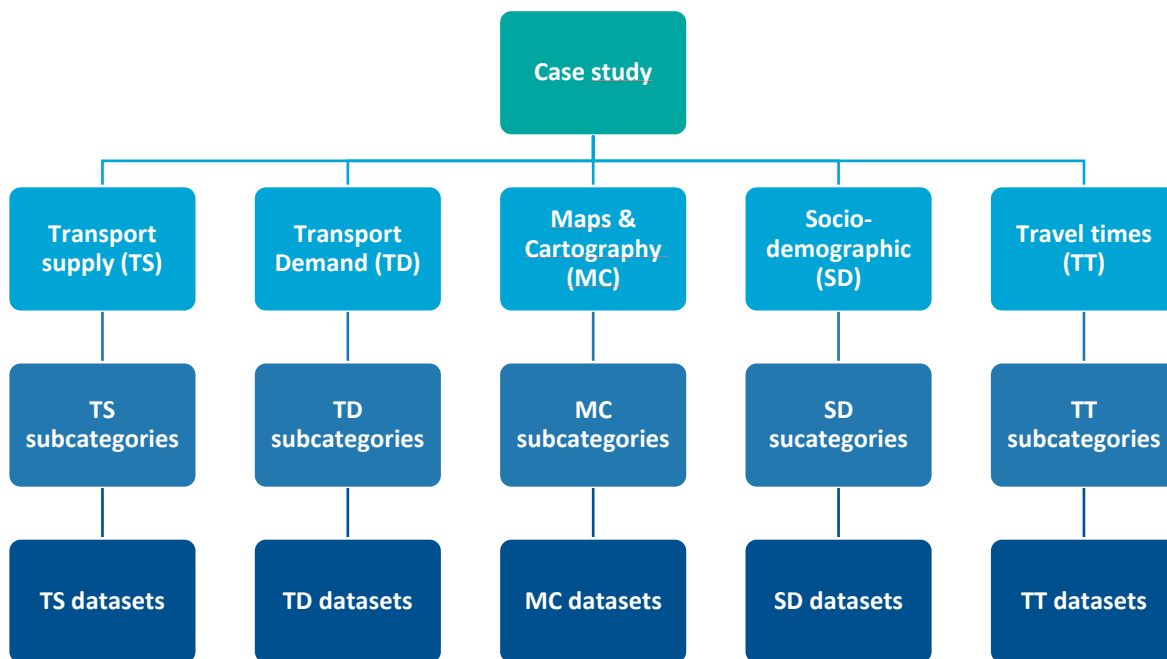 Case study
Transport
supply (TS)
Transport
Demand (TD)
Maps &
Cartography
(MC)
Socio-
demographic
(SD)
Travel times
(TT)
TS
subcategories
TD
subcategories
MC
subcategories
SD
sucategories
TT
subcategories
TS datasets
TD datasets
MC datasets
SD datasets
TT datasets